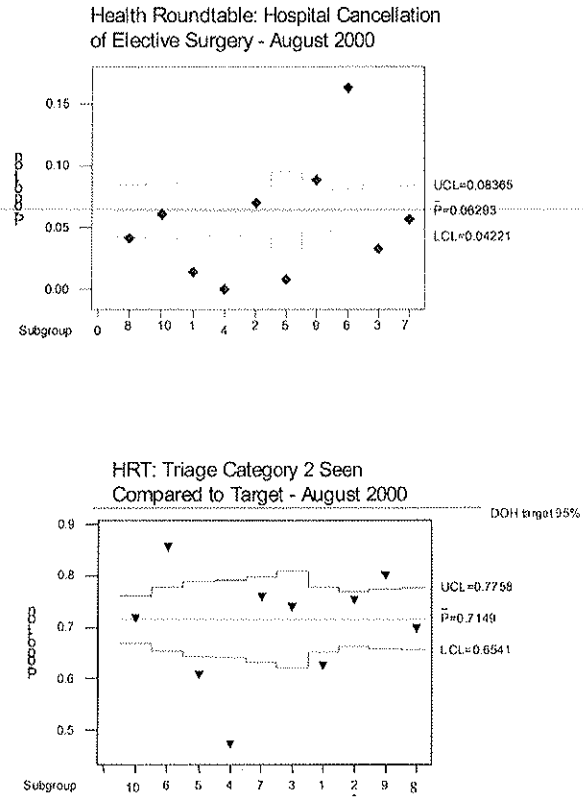 Health Roundtable: Hospital Cancellation
of Elective Surgery - August 2000
0.15
0.10
0.05
0.00
Proportion
UCL=0.08365
P=0.06293
LCL=0.04221
Subgroup 0 8 10 1 4 2 5 9 6 3 7
HRT: Triage Category 2 Seen
Compared to Target - August 2000
DOH target 95%
0.9
0.8
0.7
0.6
0.5
Proportion
UCL=0.7758
P=0.7149
LCL=0.6541
Subgroup 10 6 5 4 7 3 1 2 9 8